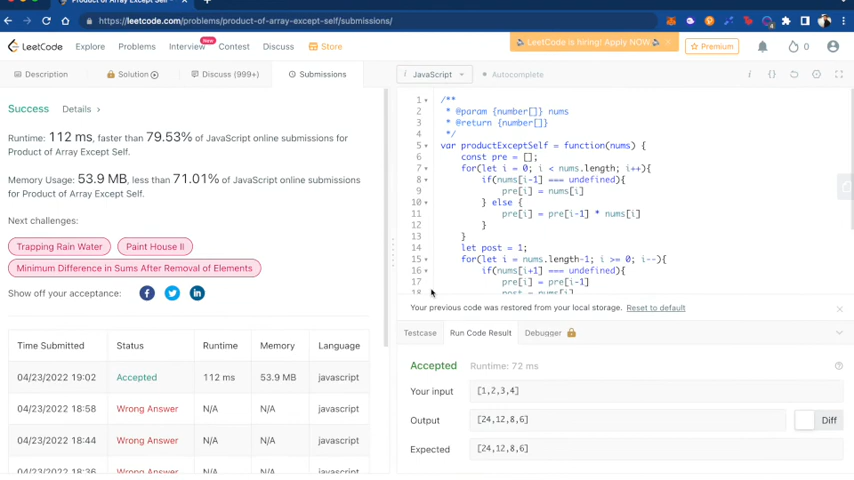 Product of Array Except Self
https://leetcode.com/problems/product-of-array-except-self/submissions/
LeetCode Explore Problems Interview New Contest Discuss Store
LeetCode is hiring! Apply NOW.
Premium 0
Description Solution Discuss (999+) Submissions
JavaScript Autocomplete
Success Details
Runtime: 112 ms, faster than 79.53% of JavaScript online submissions for
Product of Array Except Self.
Memory Usage: 53.9 MB, less than 71.01% of JavaScript online submissions
for Product of Array Except Self.
Next challenges:
Trapping Rain Water Paint House II
Minimum Difference in Sums After Removal of Elements
Show off your acceptance:
Time Submitted Status Runtime Memory Language
04/23/2022 19:02 Accepted 112 ms 53.9 MB javascript
04/23/2022 18:58 Wrong Answer N/A N/A javascript
04/23/2022 18:44 Wrong Answer N/A N/A javascript
04/23/2022 18:36 Wrong Answer N/A N/A javascript
1 /**
2 * @param {number[]} nums
3 * @return {number[]}
4 */
5 var productExceptSelf = function(nums) {
6 const pre = [];
7 for(let i = 0; i < nums.length; i++){
8 if(nums[i-1] === undefined){
9 pre[i] = nums[i]
10 } else {
11 pre[i] = pre[i-1] * nums[i]
12 }
13 }
14 let post = 1;
15 for(let i = nums.length-1; i >= 0; i--){
16 if(nums[i+1] === undefined){
17 pre[i] = pre[i-1]
18 post = nums[i]
Your previous code was restored from your local storage. Reset to default
Testcase Run Code Result Debugger
Accepted Runtime: 72 ms
Your input [1,2,3,4]
Output [24,12,8,6] Diff
Expected [24,12,8,6]